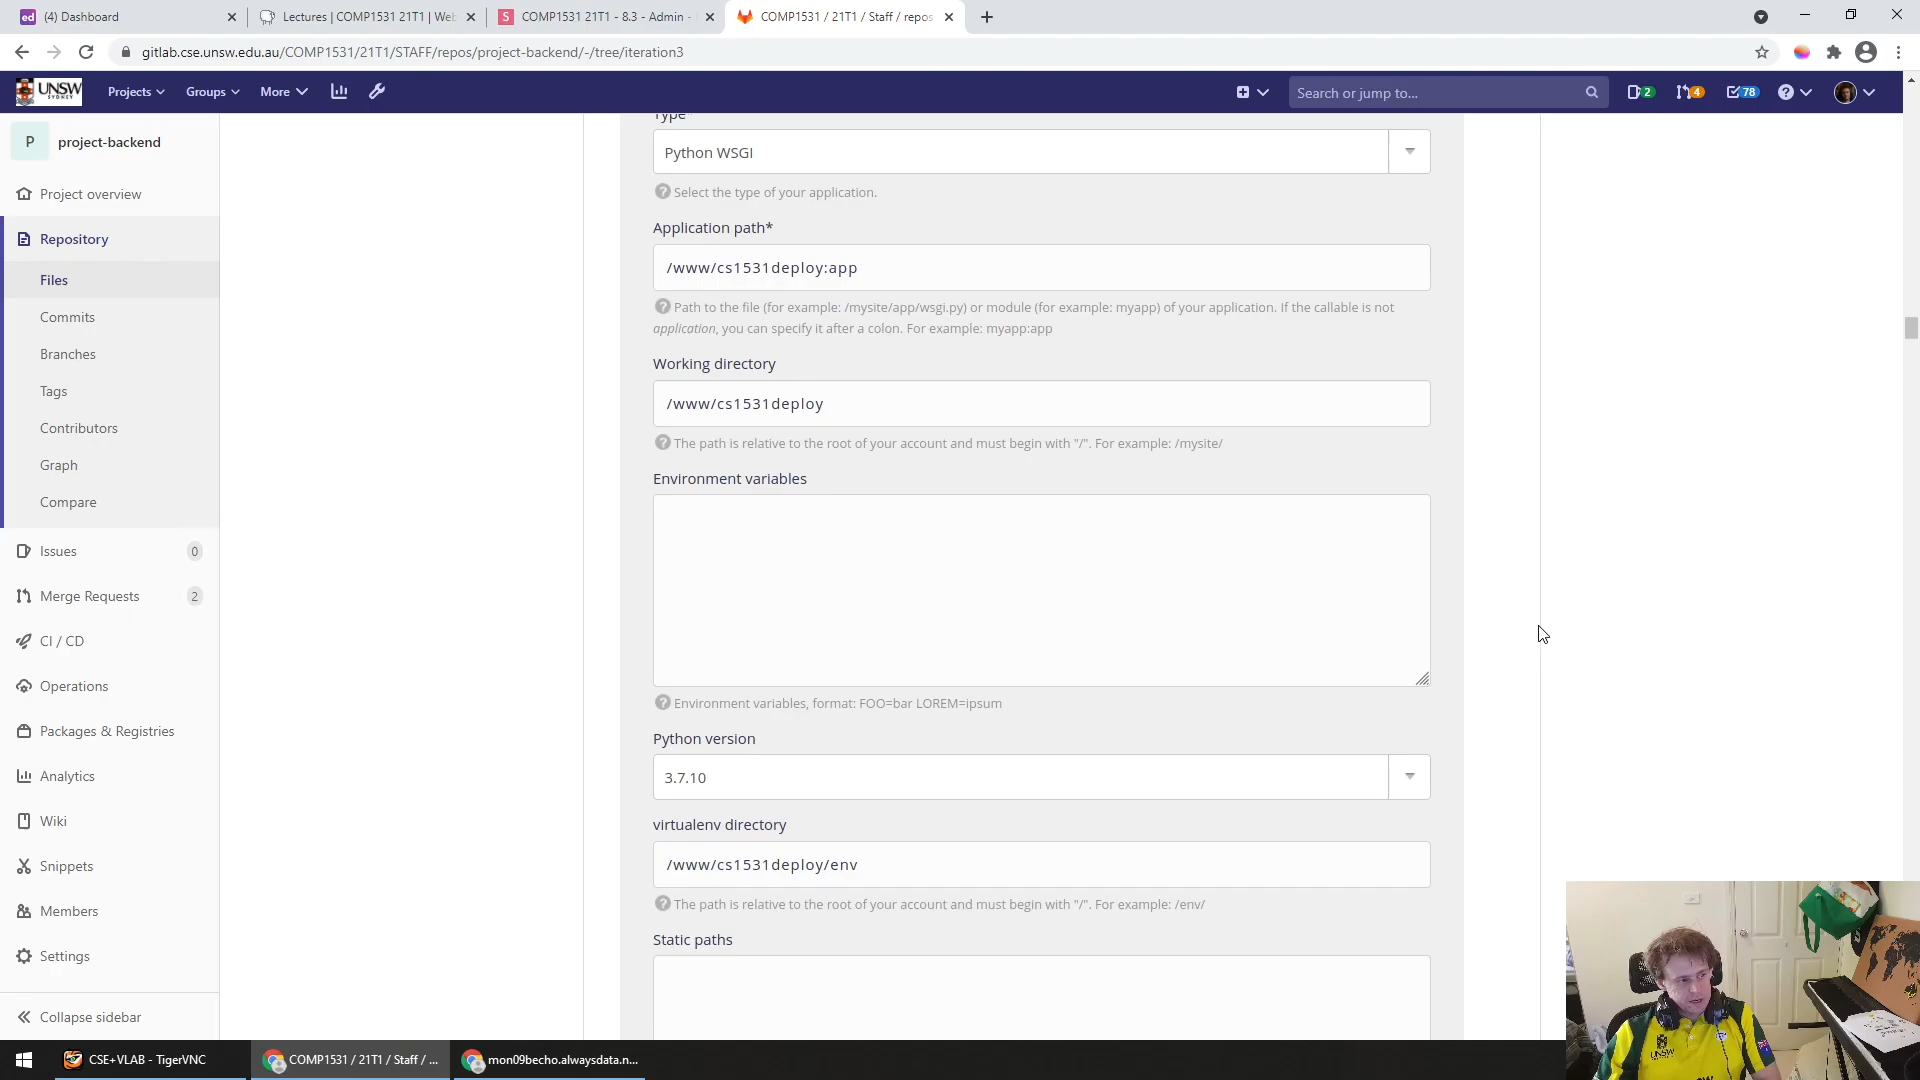 (4) Dashboard
Lectures | COMP1531 21T1 | Web
COMP1531 21T1 - 8.3 - Admin -
COMP1531 / 21T1 / Staff / repos
gitlab.cse.unsw.edu.au/COMP1531/21T1/STAFF/repos/project-backend/-/tree/iteration3
UNSW
SYDNEY
Projects
Groups
More
Search or jump to...
2
4
78
P
project-backend
Project overview
Repository
Files
Commits
Branches
Tags
Contributors
Graph
Compare
Issues
0
Merge Requests
2
CI / CD
Operations
Packages & Registries
Analytics
Wiki
Snippets
Members
Settings
Collapse sidebar
Type*
Python WSGI
Select the type of your application.
Application path*
/www/cs1531deploy:app
Path to the file (for example: /mysite/app/wsgi.py) or module (for example: myapp) of your application. If the callable is not
application, you can specify it after a colon. For example: myapp:app
Working directory
/www/cs1531deploy
The path is relative to the root of your account and must begin with "/". For example: /mysite/
Environment variables
Environment variables, format: FOO=bar LOREM=ipsum
Python version
3.7.10
virtualenv directory
/www/cs1531deploy/env
The path is relative to the root of your account and must begin with "/". For example: /env/
Static paths
UNSW
CSE+VLAB - TigerVNC
COMP1531 / 21T1 / Staff / ...
mon09becho.alwaysdata.n...